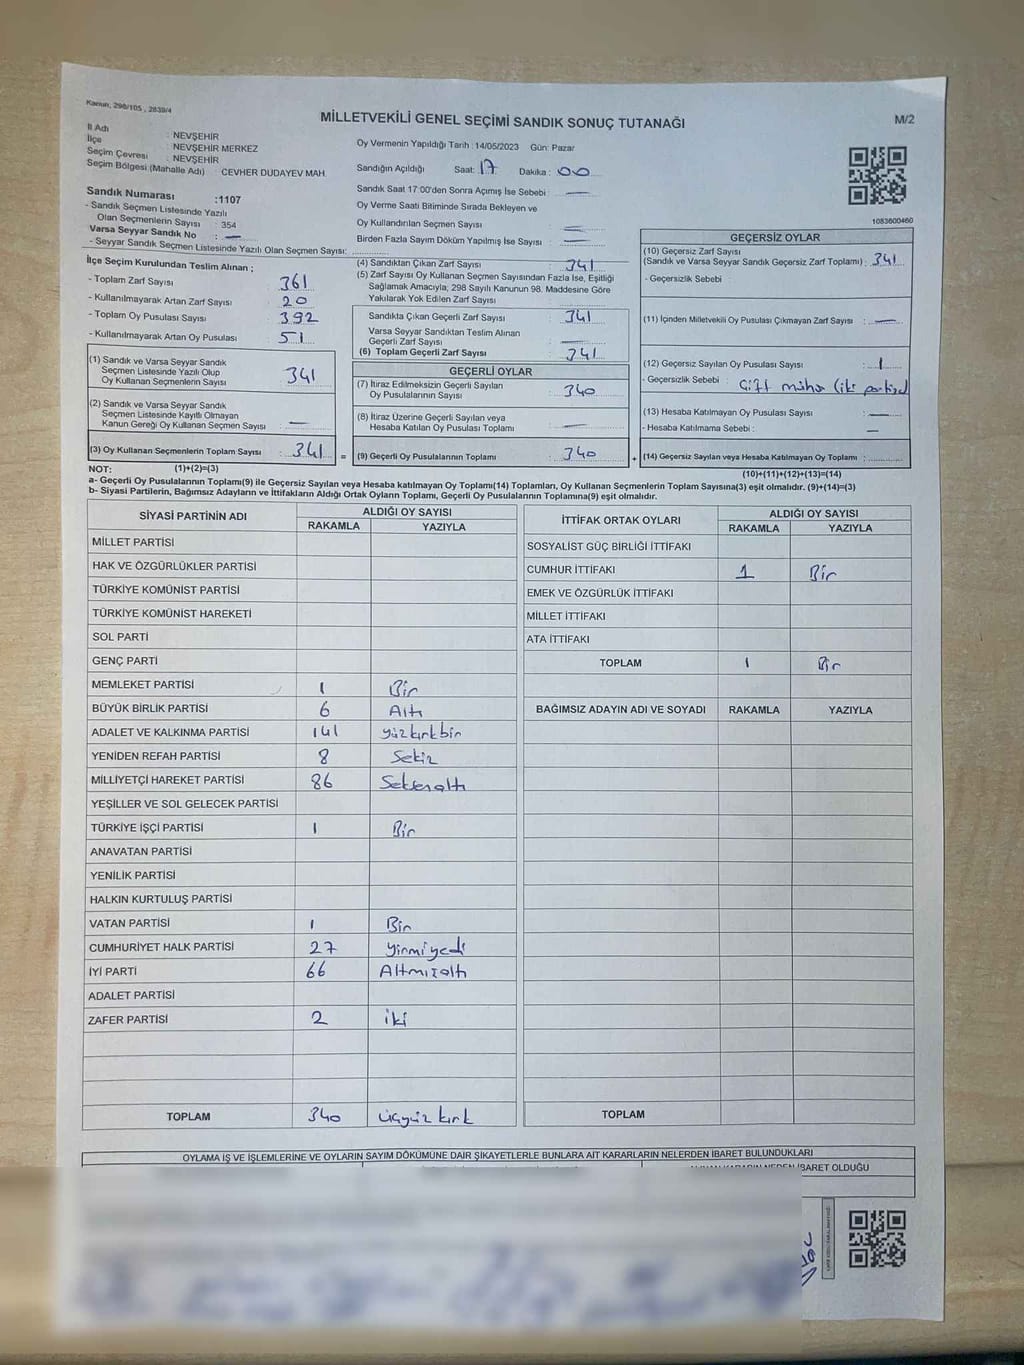 Kanun, 298/105 , 2839/4
MİLLETVEKİLİ GENEL SEÇİMİ SANDIK SONUÇ TUTANAĞI
M/2
İl Adı : NEVŞEHİR
İlçe : NEVŞEHİR MERKEZ
Seçim Çevresi : NEVŞEHİR
Seçim Bölgesi (Mahalle Adı) : CEVHER DUDAYEV MAH.
Sandık Numarası :1107
- Sandık Seçmen Listesinde Yazılı
Olan Seçmenlerin Sayısı : 354
Varsa Seyyar Sandık No : —
- Seyyar Sandık Seçmen Listesinde Yazılı Olan Seçmen Sayısı:
Oy Vermenin Yapıldığı Tarih : 14/05/2023 Gün: Pazar
Sandığın Açıldığı Saat: 17 Dakika : 00
Sandık Saat 17:00'den Sonra Açımış İse Sebebi : —
Oy Verme Saati Bitiminde Sırada Bekleyen ve
Oy Kullandırılan Seçmen Sayısı : —
Birden Fazla Sayım Döküm Yapılmış İse Sayısı : —
1083600460
İlçe Seçim Kurulundan Teslim Alınan ;
- Toplam Zarf Sayısı : 361
- Kullanılmayarak Artan Zarf Sayısı : 20
- Toplam Oy Pusulası Sayısı : 392
- Kullanılmayarak Artan Oy Pusulası : 51
(1) Sandık ve Varsa Seyyar Sandık
Seçmen Listesinde Yazılı Olup
Oy Kullanan Seçmenlerin Sayısı : 341
(2) Sandık ve Varsa Seyyar Sandık
Seçmen Listesinde Kayıtlı Olmayan
Kanun Gereği Oy Kullanan Seçmen Sayısı : —
(3) Oy Kullanan Seçmenlerin Toplam Sayısı : 341 =
(4) Sandıktan Çıkan Zarf Sayısı : 341
(5) Zarf Sayısı Oy Kullanan Seçmen Sayısından Fazla İse, Eşitliği
Sağlamak Amacıyla; 298 Sayılı Kanunun 98. Maddesine Göre
Yakılarak Yok Edilen Zarf Sayısı :
Sandıkta Çıkan Geçerli Zarf Sayısı : 341
Varsa Seyyar Sandıktan Teslim Alınan
Geçerli Zarf Sayısı : —
(6) Toplam Geçerli Zarf Sayısı : 341
GEÇERLİ OYLAR
(7) İtiraz Edilmeksizin Geçerli Sayılan
Oy Pusulalarının Sayısı : 340
(8) İtiraz Üzerine Geçerli Sayılan veya
Hesaba Katılan Oy Pusulası Toplamı : —
(9) Geçerli Oy Pusulalarının Toplamı : 340 +
GEÇERSİZ OYLAR
(10) Geçersiz Zarf Sayısı
(Sandık ve Varsa Seyyar Sandık Geçersiz Zarf Toplamı) : 341
- Geçersizlik Sebebi
(11) İçinden Milletvekili Oy Pusulası Çıkmayan Zarf Sayısı : —
(12) Geçersiz Sayılan Oy Pusulası Sayısı : 1
- Geçersizlik Sebebi : Çift mühür (iki
(13) Hesaba Katılmayan Oy Pusulası Sayısı : —
- Hesaba Katılmama Sebebi : —
(14) Geçersiz Sayılan veya Hesaba Katılmayan Oy Toplamı :
NOT: (1)+(2)=(3)
(10)+(11)+(12)+(13)=(14)
a- Geçerli Oy Pusulasının Toplamı(9) ile Geçersiz Sayılan veya Hesaba katılmayan Oy Toplamı(14) Toplamları, Oy Kullanan Seçmenlerin Toplam Sayısına(3) eşit olmalıdır. (9)+(14)=(3)
b- Siyasi Partilerin, Bağımsız Adayların ve İttifakların Aldığı Ortak Oyların Toplamı, Geçerli Oy Pusulalarının Toplamına(9) eşit olmalıdır.
SİYASİ PARTİNİN ADI ALDIĞI OY SAYISI
RAKAMLA YAZIYLA
MİLLET PARTİSİ
HAK VE ÖZGÜRLÜKLER PARTİSİ
TÜRKİYE KOMÜNİST PARTİSİ
TÜRKİYE KOMÜNİST HAREKETİ
SOL PARTİ
GENÇ PARTİ
MEMLEKET PARTİSİ 1 Bir
BÜYÜK BİRLİK PARTİSİ 6 Altı
ADALET VE KALKINMA PARTİSİ 141 yüzkırkbir
YENİDEN REFAH PARTİSİ 8 Sekiz
MİLLİYETÇİ HAREKET PARTİSİ 86 Seksenaltı
YEŞİLLER VE SOL GELECEK PARTİSİ
TÜRKİYE İŞÇİ PARTİSİ 1 Bir
ANAVATAN PARTİSİ
YENİLİK PARTİSİ
HALKIN KURTULUŞ PARTİSİ
VATAN PARTİSİ 1 Bir
CUMHURİYET HALK PARTİSİ 27 yirmiyedi
İYİ PARTİ 66 Altmışaltı
ADALET PARTİSİ
ZAFER PARTİSİ 2 iki
TOPLAM 340 üçyüz kırk
İTTİFAK ORTAK OYLARI ALDIĞI OY SAYISI
RAKAMLA YAZIYLA
SOSYALİST GÜÇ BİRLİĞİ İTTİFAKI
CUMHUR İTTİFAKI 1 Bir
EMEK VE ÖZGÜRLÜK İTTİFAKI
MİLLET İTTİFAKI
ATA İTTİFAKI
TOPLAM 1 Bir
BAĞIMSIZ ADAYIN ADI VE SOYADI RAKAMLA YAZIYLA
TOPLAM
OYLAMA İŞ VE İŞLEMLERİNE VE OYLARIN SAYIM DÖKÜMÜNE DAİR ŞİKAYETLERLE BUNLARA AİT KARARLARIN NELERDEN İBARET BULUNDUKLARI
İBARET OLDUĞU